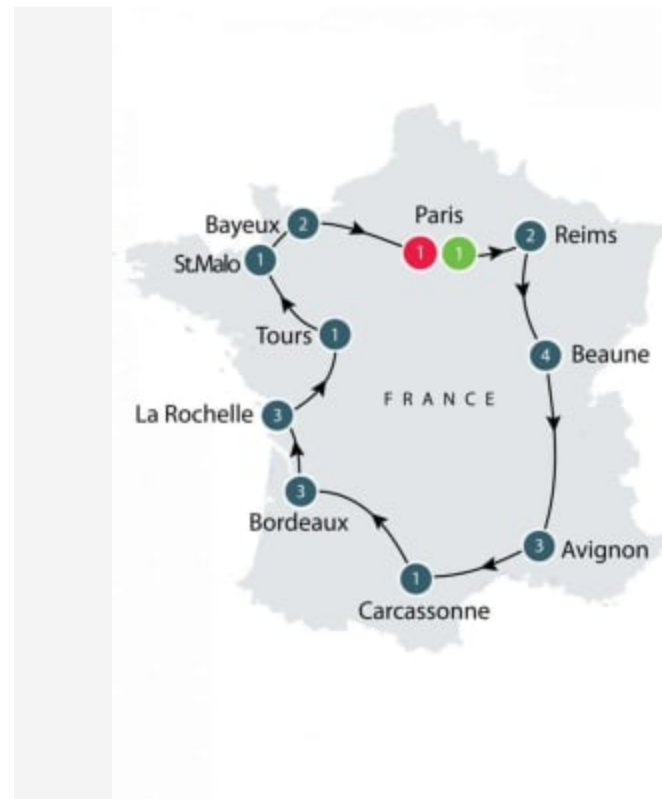 Paris
1
1
Bayeux
2
2
Reims
St.Malo
1
Tours
1
4
Beaune
FRANCE
La Rochelle
3
3
Bordeaux
3
Avignon
1
Carcassonne